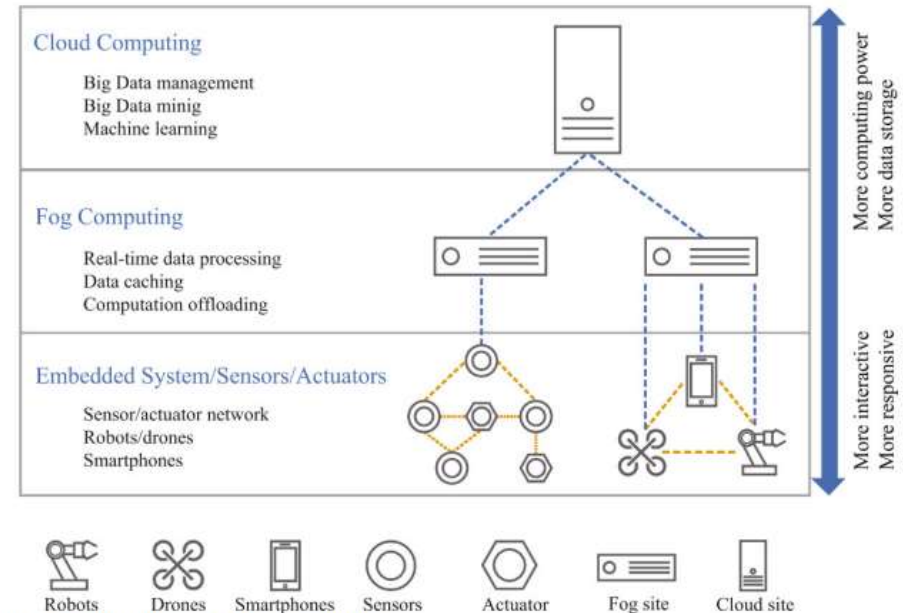 Cloud Computing
Big Data management
Big Data minig
Machine learning
Fog Computing
Real-time data processing
Data caching
Computation offloading
Embedded System/Sensors/Actuators
Sensor/actuator network
Robots/drones
Smartphones
More computing power
More data storage
More interactive
More responsive
Robots
Drones
Smartphones
Sensors
Actuator
Fog site
Cloud site